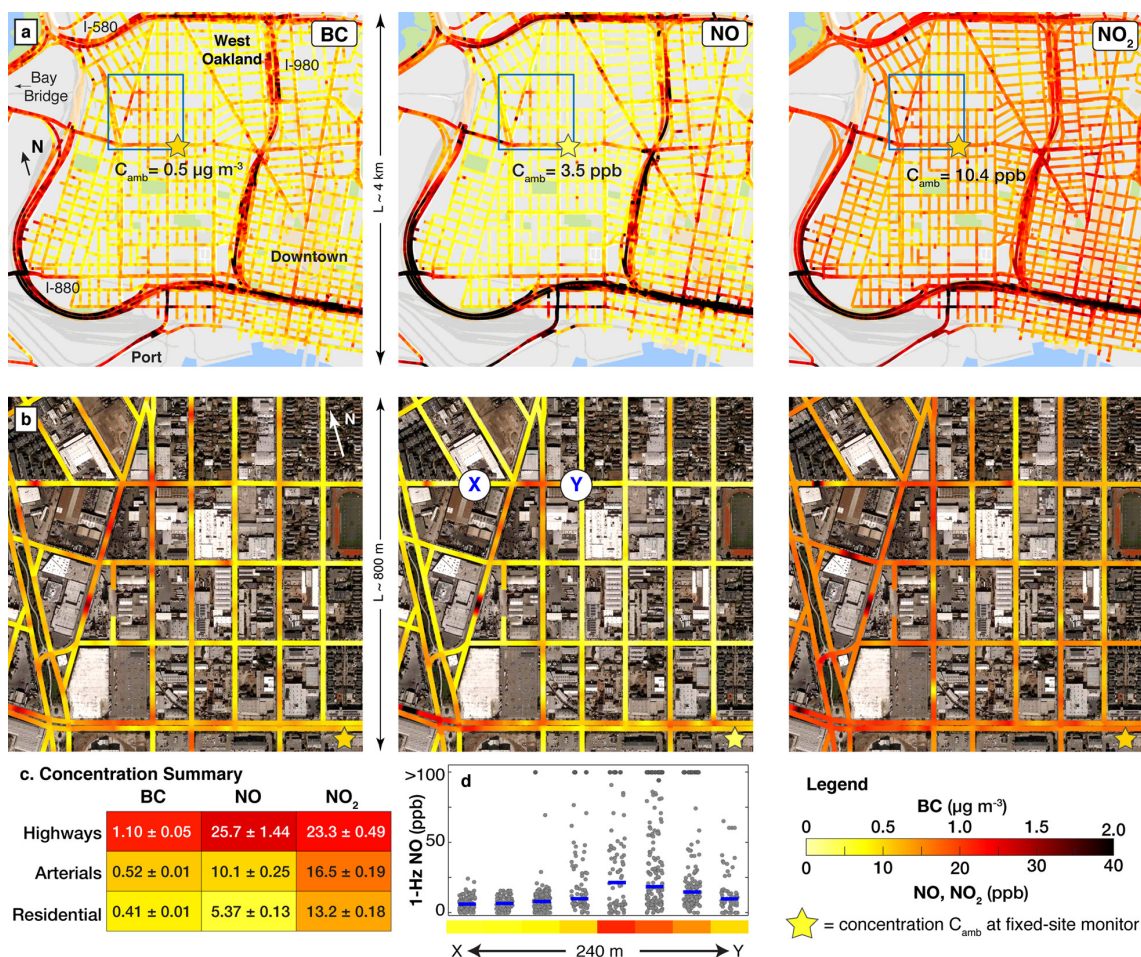 a
I-580
BC
West
Oakland
I-980
Bay
Bridge
N
C_amb = 0.5 µg m⁻³
Downtown
I-880
Port
L ~ 4 km
NO
C_amb = 3.5 ppb
NO₂
C_amb = 10.4 ppb
b
N
L ~ 800 m
X
Y
c. Concentration Summary
BC NO NO₂
Highways 1.10 ± 0.05 25.7 ± 1.44 23.3 ± 0.49
Arterials 0.52 ± 0.01 10.1 ± 0.25 16.5 ± 0.19
Residential 0.41 ± 0.01 5.37 ± 0.13 13.2 ± 0.18
d
1-Hz NO (ppb)
>100
50
0
X 240 m Y
Legend
BC (µg m⁻³)
0 0.5 1.0 1.5 2.0
0 10 20 30 40
NO, NO₂ (ppb)
= concentration C_amb at fixed-site monitor